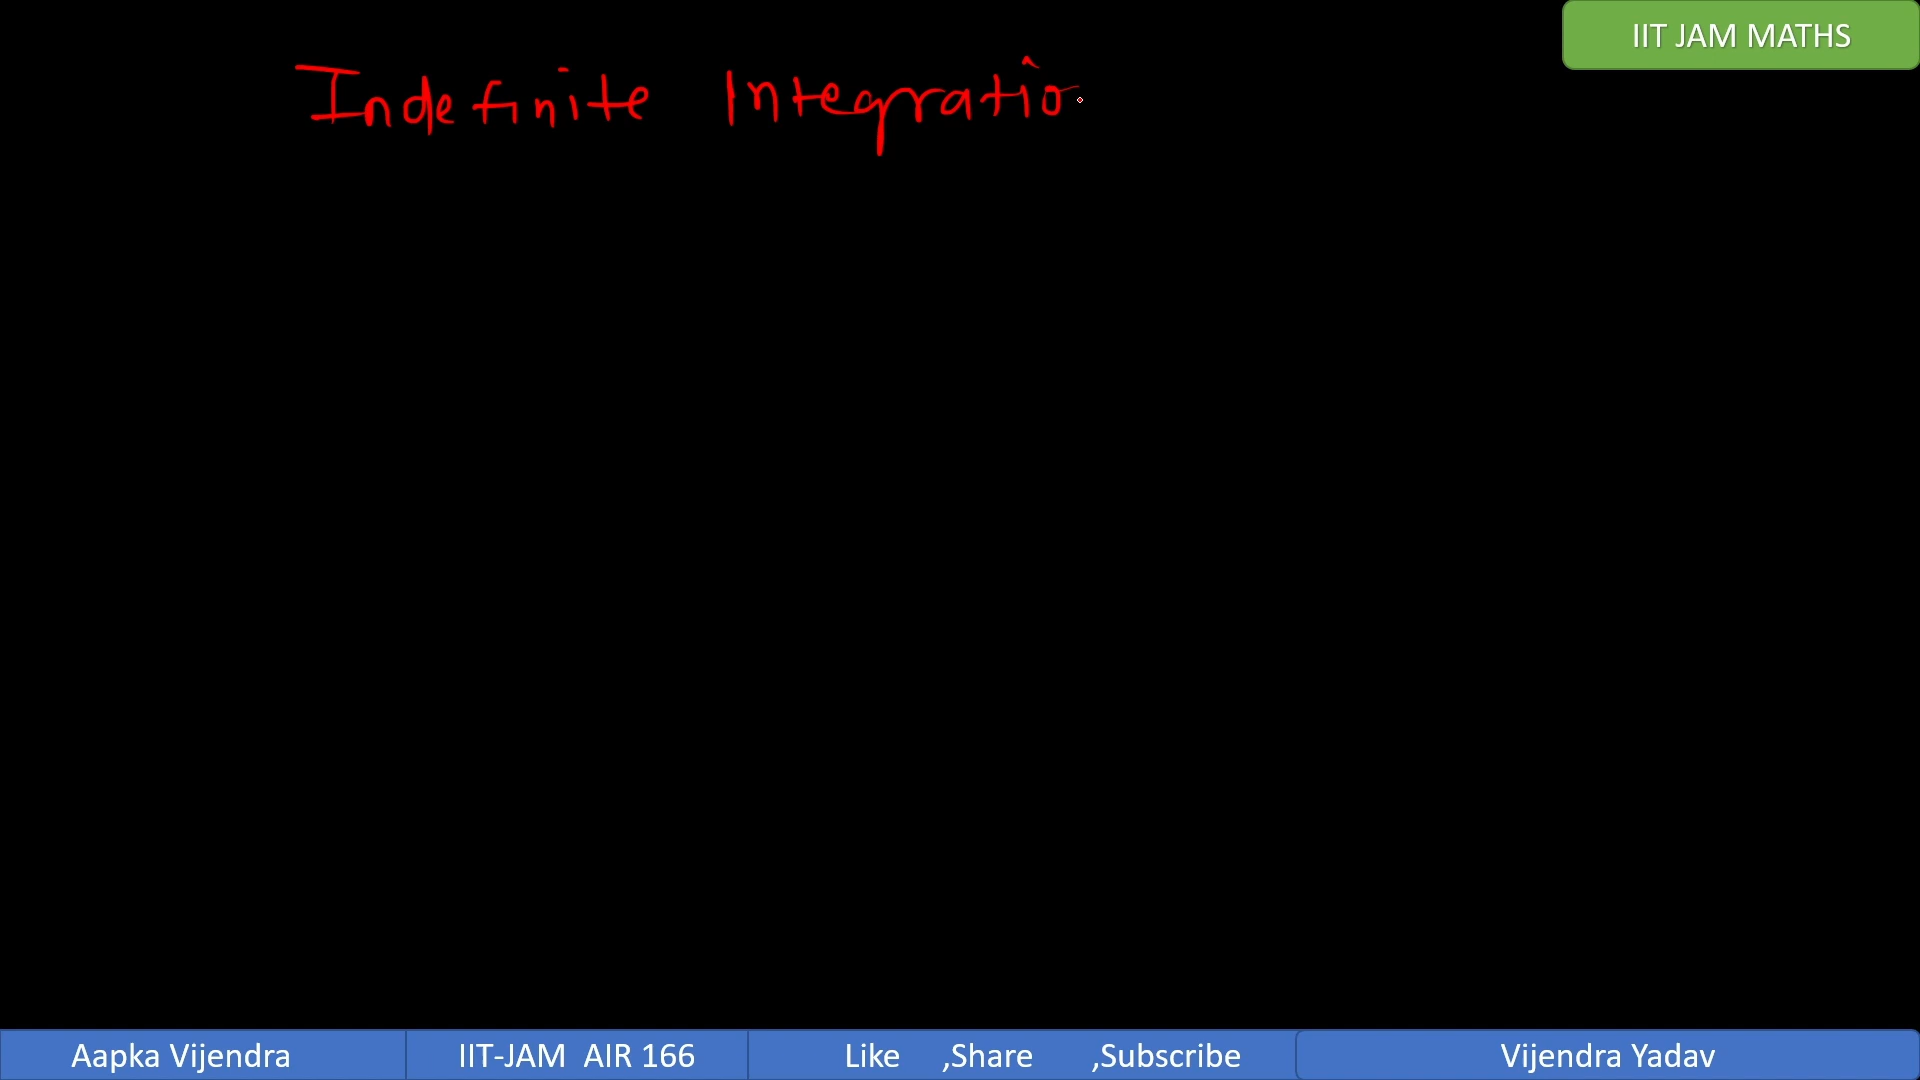 IIT JAM MATHS
Indefinite Integratio
Aapka Vijendra
IIT-JAM AIR 166
Like ,Share ,Subscribe
Vijendra Yadav